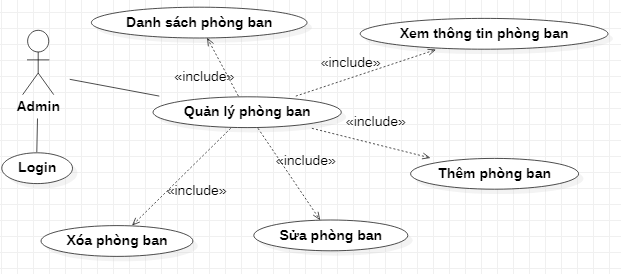 Danh sách phòng ban
Xem thông tin phòng ban
«include»
«include»
Admin
Quản lý phòng ban
«include»
Login
«include»
Thêm phòng ban
«include»
Xóa phòng ban
Sửa phòng ban